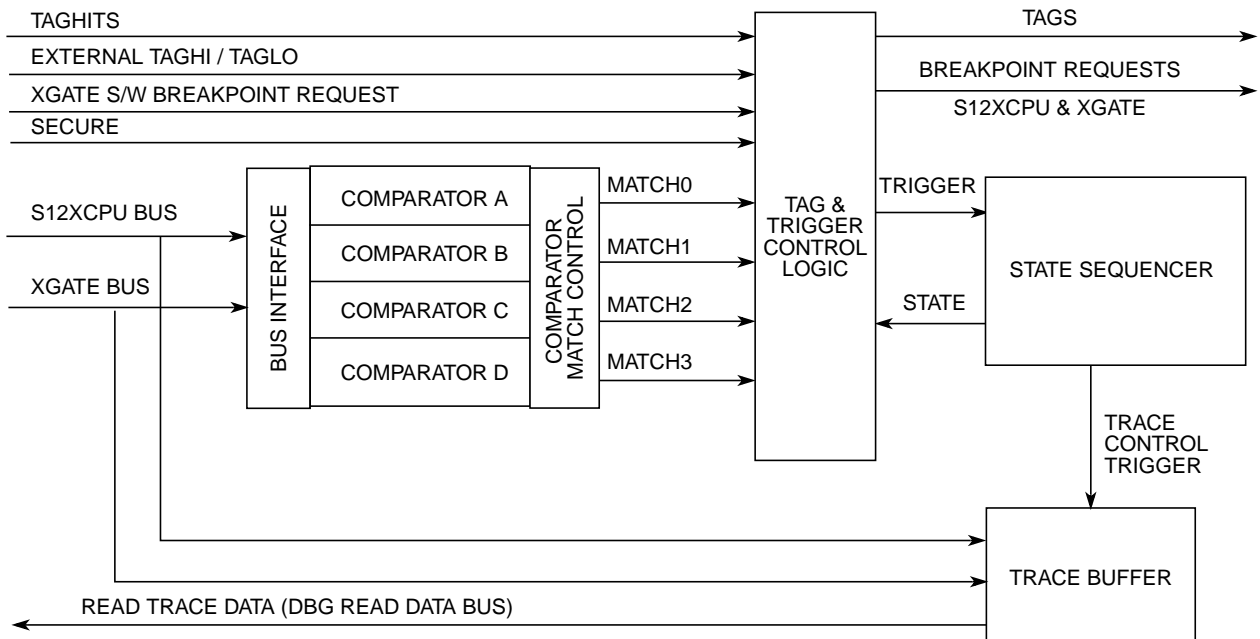 TAGHITS
EXTERNAL TAGHI / TAGLO
XGATE S/W BREAKPOINT REQUEST
SECURE
TAGS
BREAKPOINT REQUESTS
S12XCPU & XGATE
S12XCPU BUS
XGATE BUS
BUS INTERFACE
COMPARATOR A
COMPARATOR B
COMPARATOR C
COMPARATOR D
COMPARATOR
MATCH CONTROL
MATCH0
MATCH1
MATCH2
MATCH3
TAG &
TRIGGER
CONTROL
LOGIC
TRIGGER
STATE
STATE SEQUENCER
TRACE
CONTROL
TRIGGER
TRACE BUFFER
READ TRACE DATA (DBG READ DATA BUS)